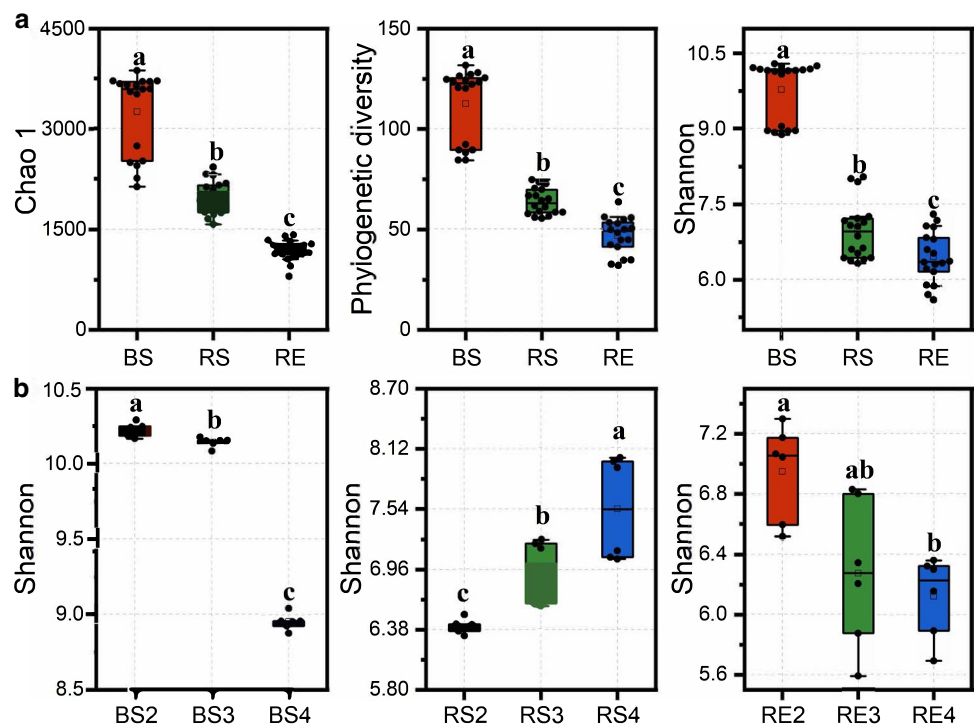 a
Chao 1
4500
3000
1500
0
a
b
c
BS
RS
RE
Phyiogenetic diversity
150
100
50
0
a
b
c
BS
RS
RE
Shannon
10.5
9.0
7.5
6.0
a
b
c
BS
RS
RE
b
Shannon
10.5
10.0
9.5
9.0
8.5
a
b
c
BS2
BS3
BS4
Shannon
8.70
8.12
7.54
6.96
6.38
5.80
c
b
a
RS2
RS3
RS4
Shannon
7.2
6.8
6.4
6.0
5.6
a
ab
b
RE2
RE3
RE4